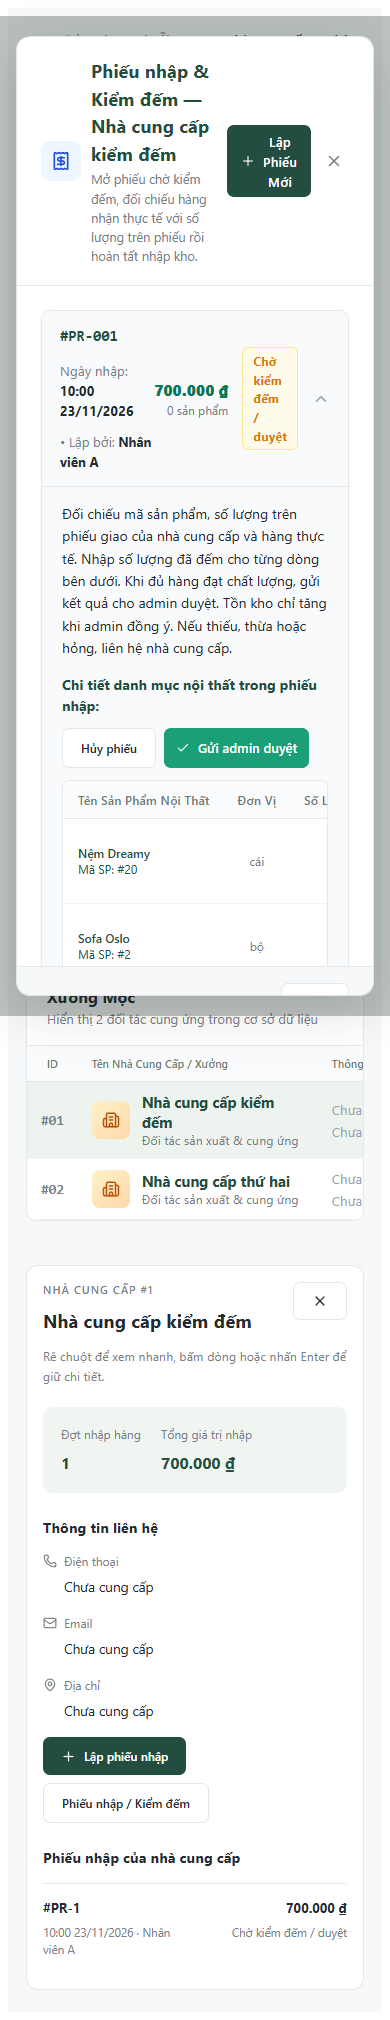 Phiếu nhập &
Kiểm đếm —
Nhà cung cấp
kiểm đếm
Mở phiếu chờ kiểm
đếm, đối chiếu hàng
nhận thực tế với số
lượng trên phiếu rồi
hoàn tất nhập kho.
Lập
Phiếu
Mới
#PR-001
Ngày nhập:
10:00
23/11/2026
• Lập bởi: Nhân
viên A
700.000 ₫
0 sản phẩm
Chờ
kiểm
đếm
/
duyệt
Đối chiếu mã sản phẩm, số lượng trên
phiếu giao của nhà cung cấp và hàng thực
tế. Nhập số lượng đã đếm cho từng dòng
bên dưới. Khi đủ hàng đạt chất lượng, gửi
kết quả cho admin duyệt. Tồn kho chỉ tăng
khi admin đồng ý. Nếu thiếu, thừa hoặc
hỏng, liên hệ nhà cung cấp.
Chi tiết danh mục nội thất trong phiếu
nhập:
Hủy phiếu
Gửi admin duyệt
Tên Sản Phẩm Nội Thất Đơn Vị Số L
Nệm Dreamy
Mã SP: #20
cái
Sofa Oslo
Mã SP: #2
bộ
Xưởng Mộc
Hiển thị 2 đối tác cung ứng trong cơ sở dữ liệu
ID Tên Nhà Cung Cấp / Xưởng Thông
#01
Nhà cung cấp kiểm
đếm
Đối tác sản xuất & cung ứng
Chưa
Chưa
#02
Nhà cung cấp thứ hai
Đối tác sản xuất & cung ứng
Chưa
Chưa
NHÀ CUNG CẤP #1
Nhà cung cấp kiểm đếm
Rê chuột để xem nhanh, bấm dòng hoặc nhấn Enter để
giữ chi tiết.
Đợt nhập hàng Tổng giá trị nhập
1 700.000 ₫
Thông tin liên hệ
Điện thoại
Chưa cung cấp
Email
Chưa cung cấp
Địa chỉ
Chưa cung cấp
Lập phiếu nhập
Phiếu nhập / Kiểm đếm
Phiếu nhập của nhà cung cấp
#PR-1 700.000 ₫
10:00 23/11/2026 · Nhân
viên A
Chờ kiểm đếm / duyệt